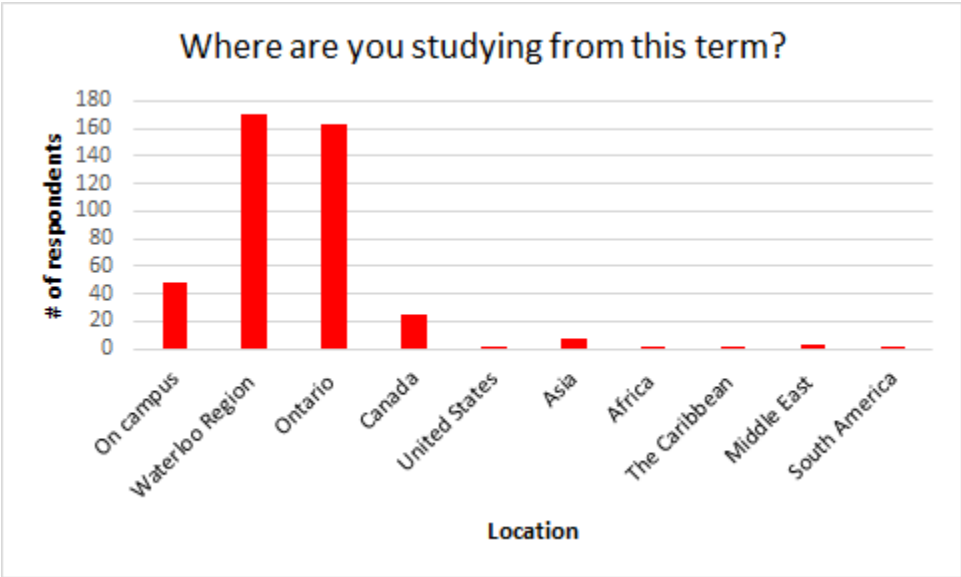 Where are you studying from this term?
# of respondents
180
160
140
120
100
80
60
40
20
0
On campus
Waterloo Region
Ontario
Canada
United States
Asia
Africa
The Caribbean
Middle East
South America
Location